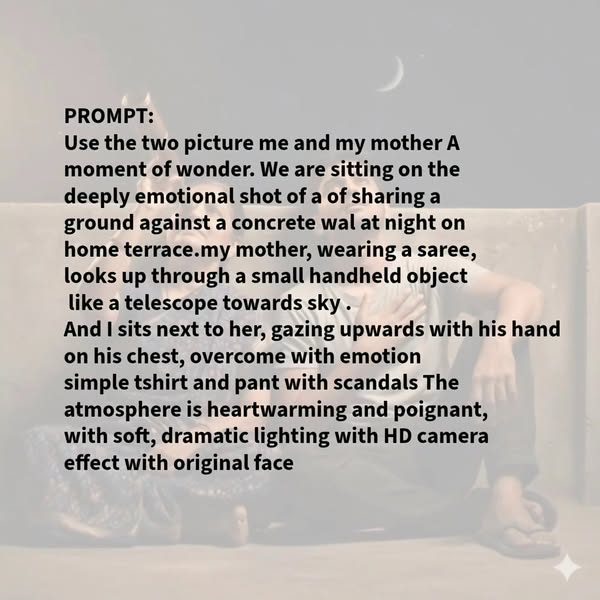 PROMPT:
Use the two picture me and my mother A
moment of wonder. We are sitting on the
deeply emotional shot of a of sharing a
ground against a concrete wal at night on
home terrace.my mother, wearing a saree,
looks up through a small handheld object
like a telescope towards sky .
And I sits next to her, gazing upwards with his hand
on his chest, overcome with emotion
simple tshirt and pant with scandals The
atmosphere is heartwarming and poignant,
with soft, dramatic lighting with HD camera
effect with original face